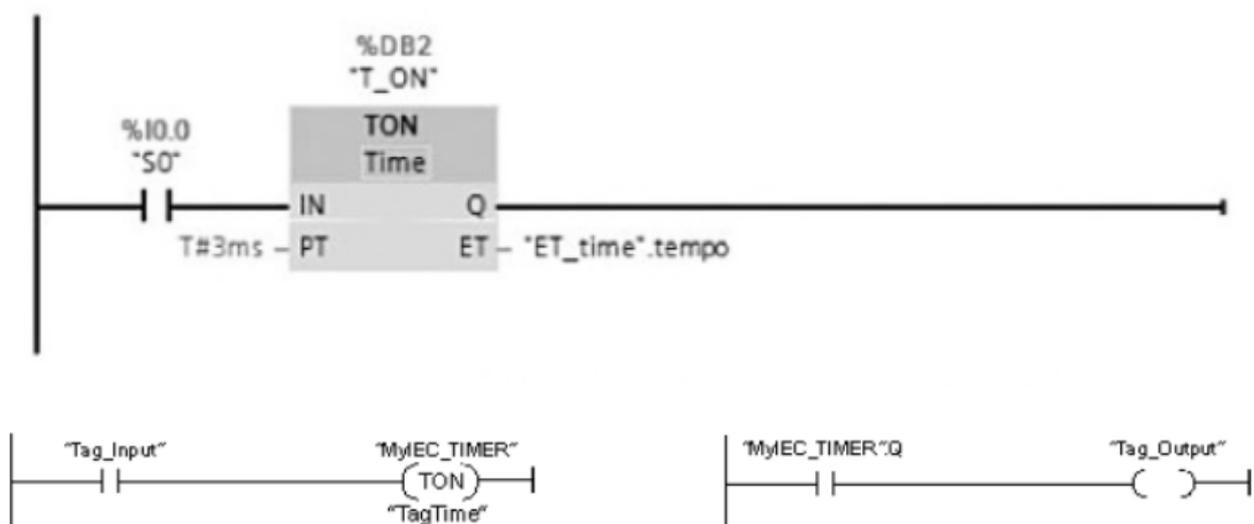 %DB2
"T_ON"
TON
Time
%I0.0
"S0"
IN Q
T#3ms PT ET "ET_time".tempo
"Tag_Input" "MyIEC_TIMER" "MyIEC_TIMER".Q "Tag_Output"
TON
"TagTime"